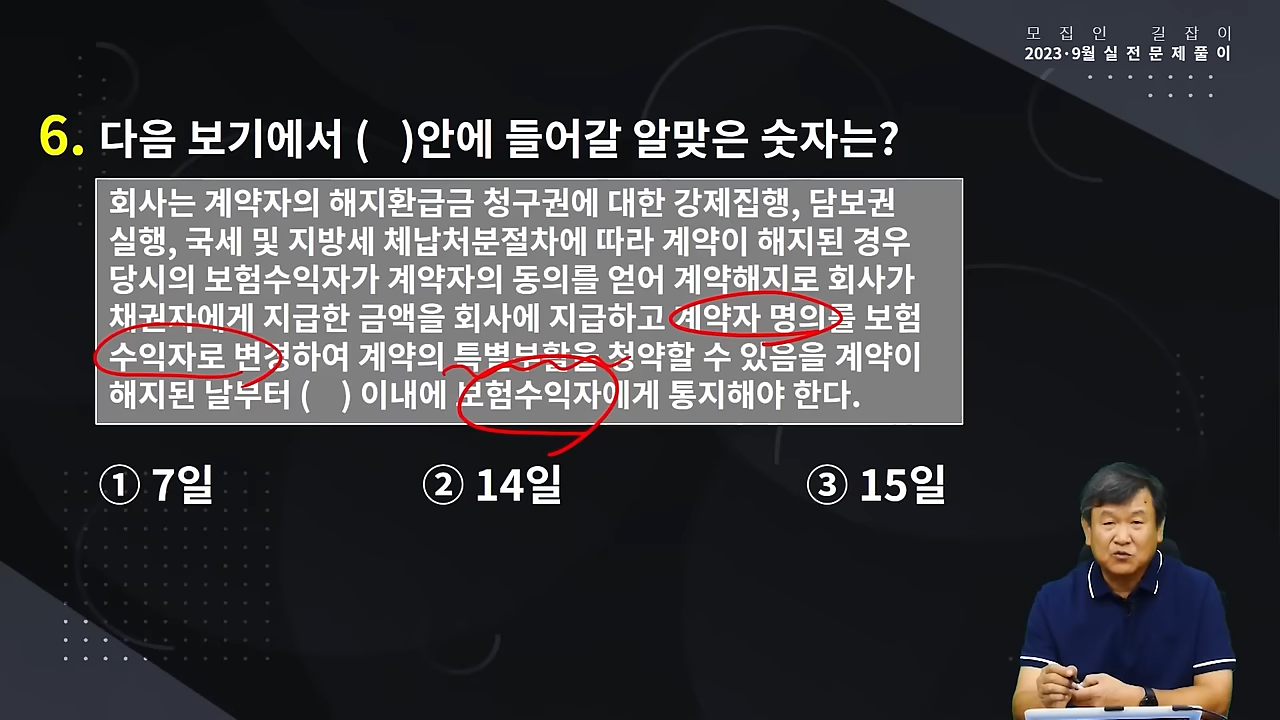 모집인 길잡이
2023·9월 실전문제풀이
6. 다음 보기에서 (   )안에 들어갈 알맞은 숫자는?
회사는 계약자의 해지환급금 청구권에 대한 강제집행, 담보권
실행, 국세 및 지방세 체납처분절차에 따라 계약이 해지된 경우
당시의 보험수익자가 계약자의 동의를 얻어 계약해지로 회사가
채권자에게 지급한 금액을 회사에 지급하고 계약자 명의를 보험
수익자로 변경하여 계약의 특별부활을 청약할 수 있음을 계약이
해지된 날부터 (   ) 이내에 보험수익자에게 통지해야 한다.
① 7일 ② 14일 ③ 15일